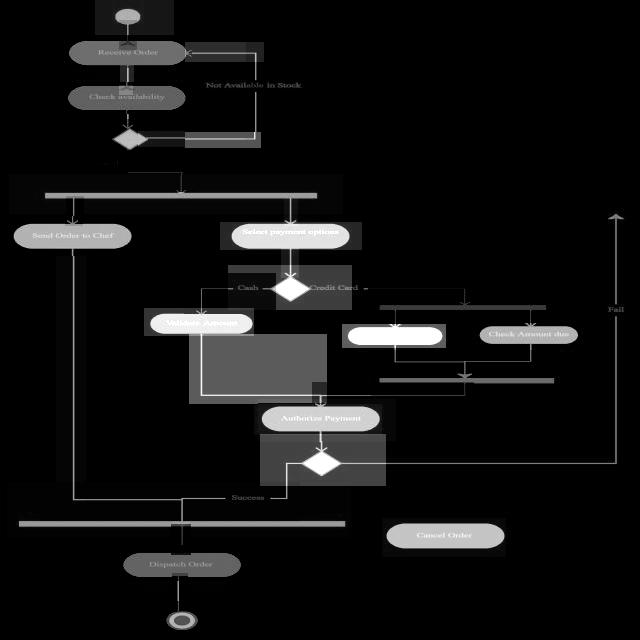 Receive Order
Not Available in Stock
Check availability
Send Order to Chef
Select payment options
Cash
Credit Card
Fail
Validate Amount
Check Amount due
Authorize Payment
Success
Cancel Order
Dispatch Order